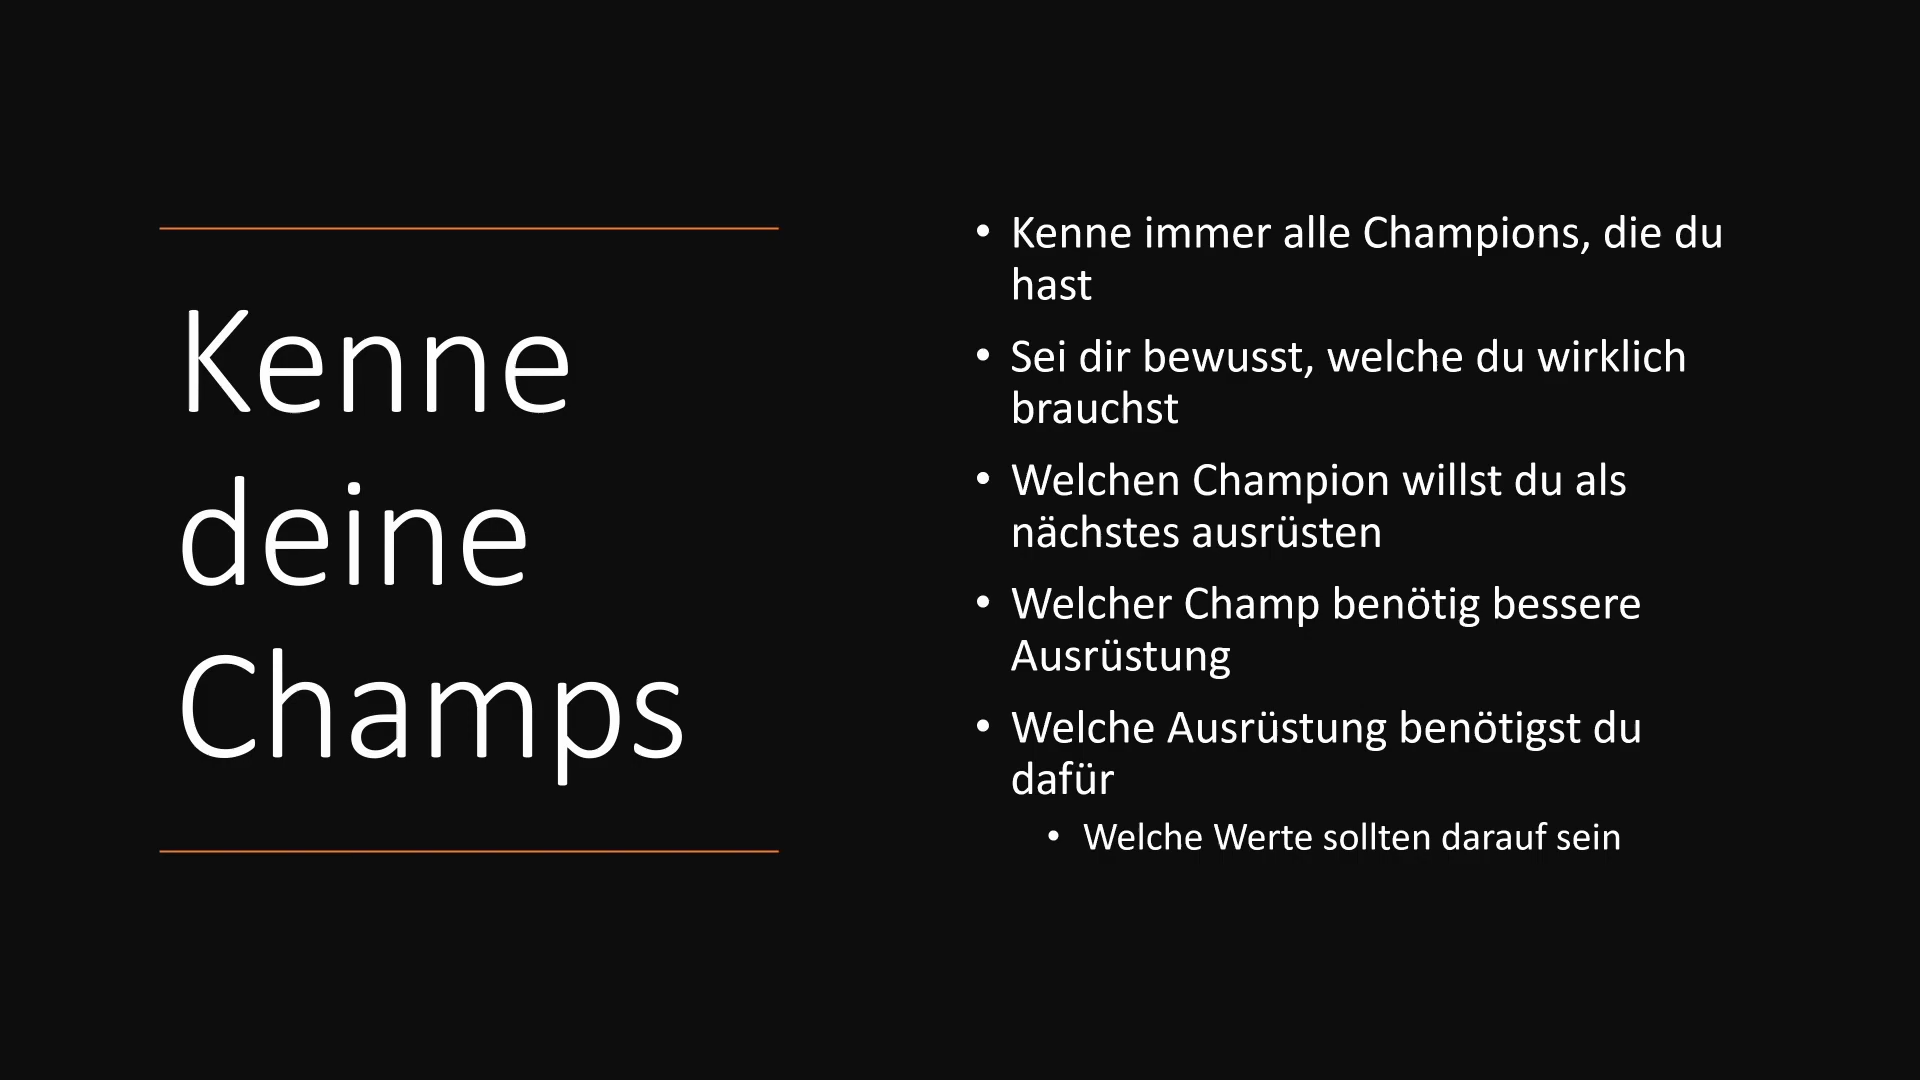 Kenne
deine
Champs
• Kenne immer alle Champions, die du
hast
• Sei dir bewusst, welche du wirklich
brauchst
• Welchen Champion willst du als
nächstes ausrüsten
• Welcher Champ benötig bessere
Ausrüstung
• Welche Ausrüstung benötigst du
dafür
• Welche Werte sollten darauf sein